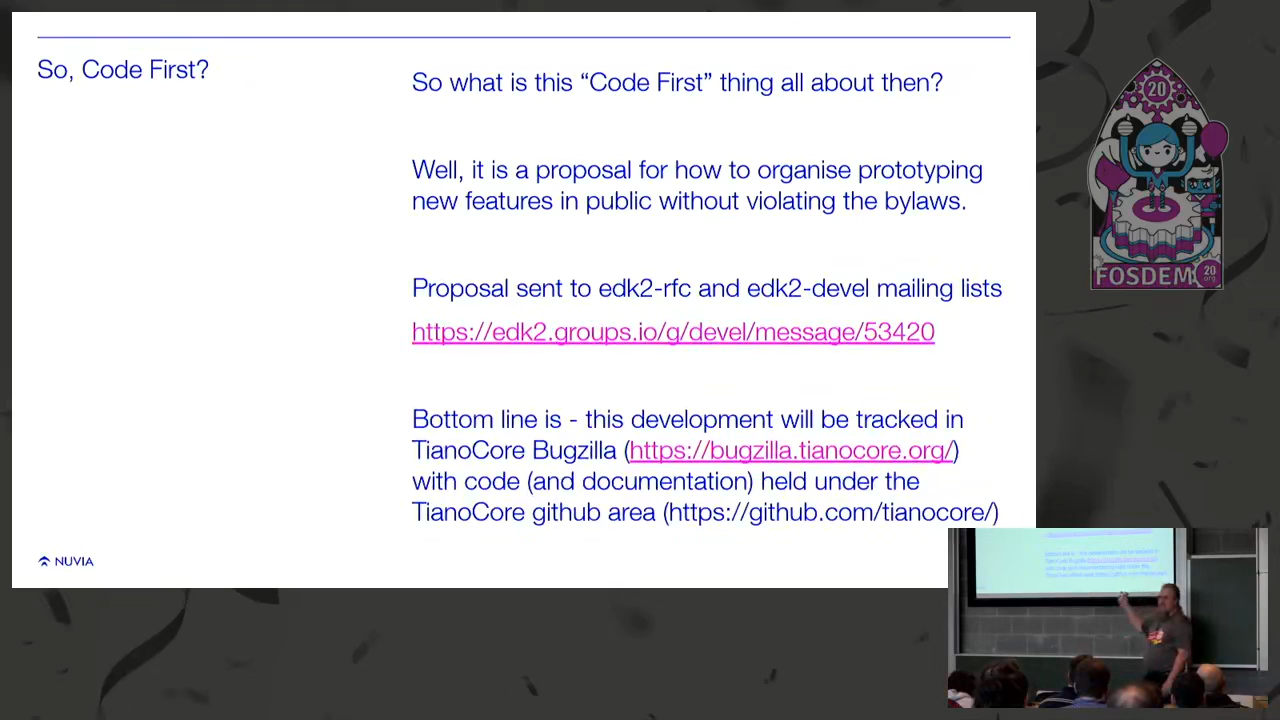 So, Code First?
So what is this “Code First” thing all about then?
Well, it is a proposal for how to organise prototyping
new features in public without violating the bylaws.
Proposal sent to edk2-rfc and edk2-devel mailing lists
https://edk2.groups.io/g/devel/message/53420
Bottom line is - this development will be tracked in
TianoCore Bugzilla (https://bugzilla.tianocore.org/)
with code (and documentation) held under the
TianoCore github area (https://github.com/tianocore/)
NUVIA
20
FOSDEM
20
.org